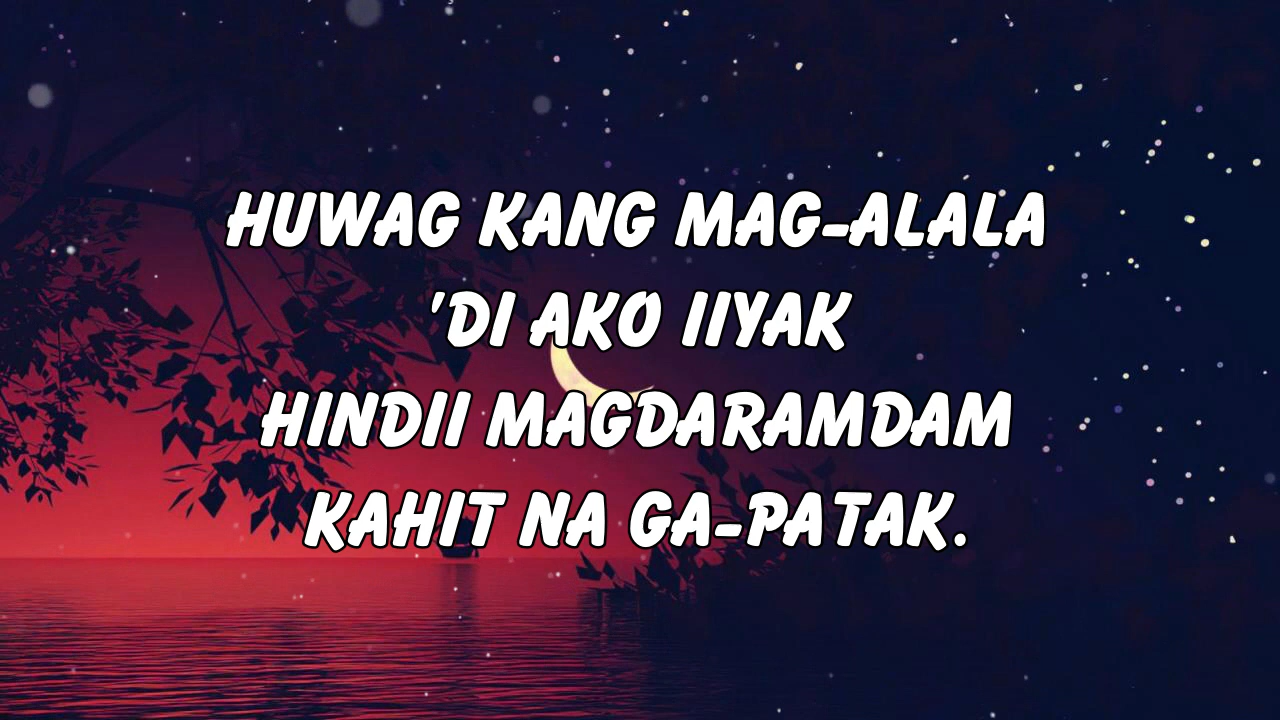 HUWAG KANG MAG-ALALA
'DI AKO IIYAK
HINDII MAGDARAMDAM
KAHIT NA GA-PATAK.